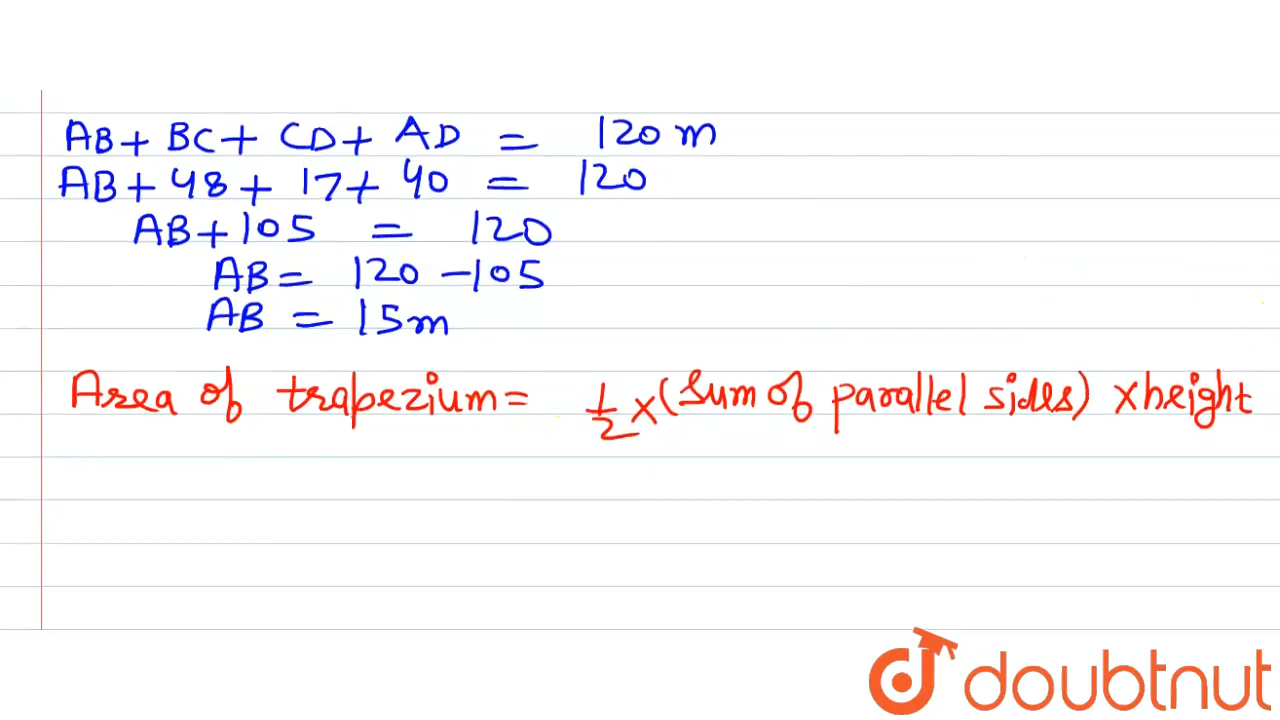 AB + BC + CD + AD = 120 m
AB + 48 + 17 + 40 = 120
AB + 105 = 120
AB = 120 - 105
AB = 15m
Area of trapezium = 1/2 × (Sum of parallel sides) × height
doubtnut